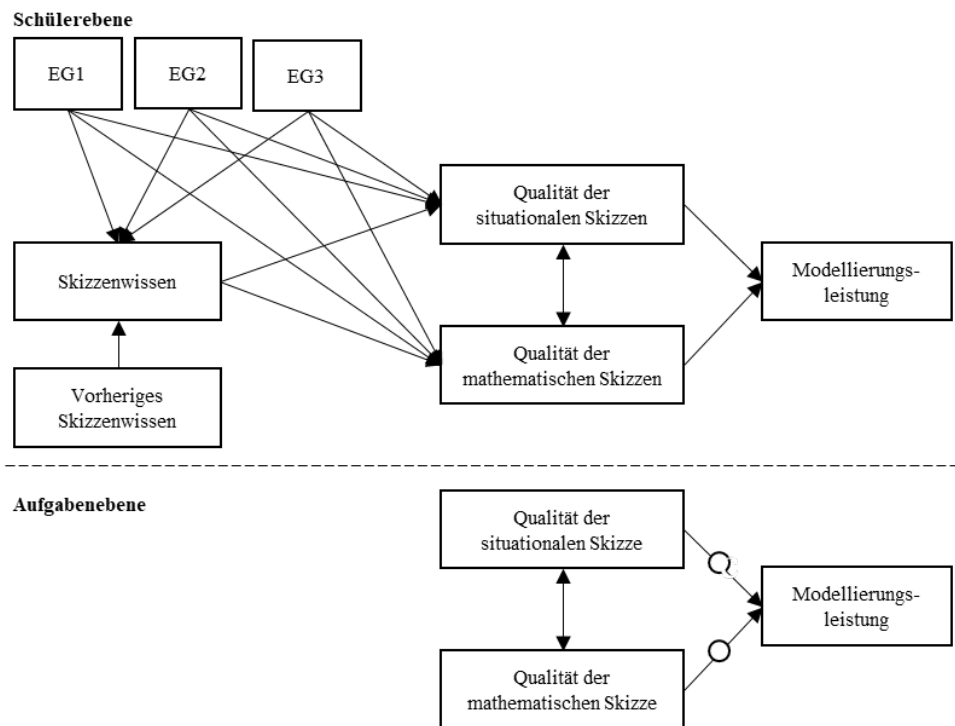 Schülerebene
EG1
EG2
EG3
Qualität der
situationalen Skizzen
Skizzenwissen
Modellierungs-
leistung
Qualität der
mathematischen Skizzen
Vorheriges
Skizzenwissen
Aufgabenebene
Qualität der
situationalen Skizze
Modellierungs-
leistung
Qualität der
mathematischen Skizze